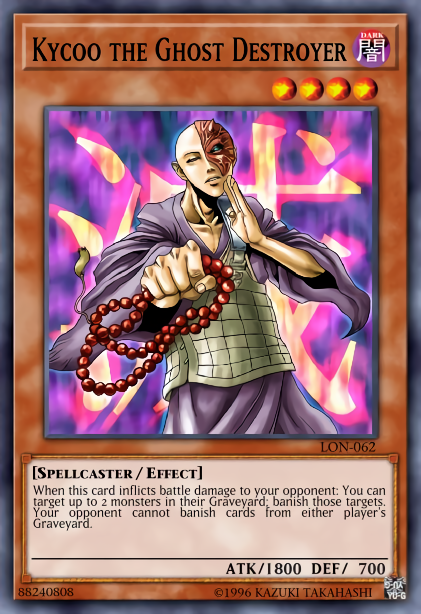 Kycoo the Ghost Destroyer
DARK
闇
LON-062
[Spellcaster / Effect]
When this card inflicts battle damage to your opponent: You can
target up to 2 monsters in their Graveyard; banish those targets.
Your opponent cannot banish cards from either player's
Graveyard.
ATK/1800 DEF/ 700
88240808
©1996 KAZUKI TAKAHASHI